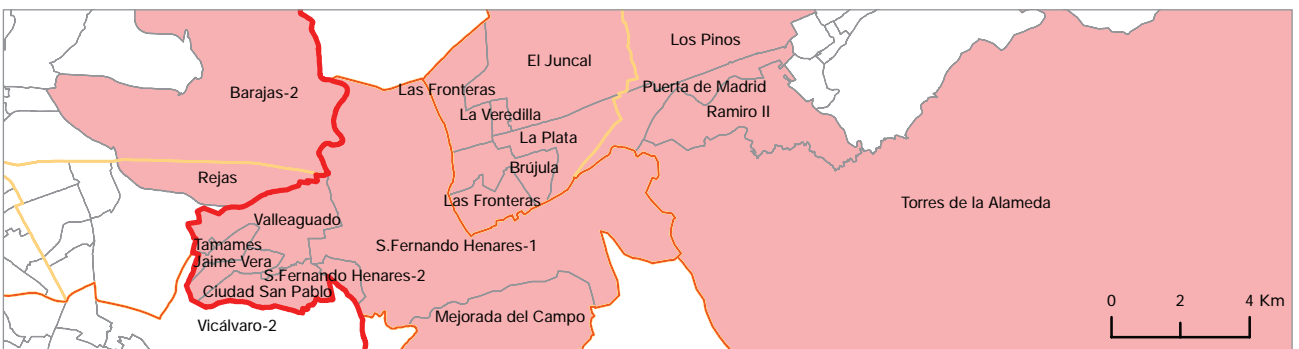 Los Pinos
El Juncal
Barajas-2
Las Fronteras
Puerta de Madrid
La Veredilla
Ramiro II
La Plata
Brújula
Rejas
Las Fronteras
Torres de la Alameda
Valleaguado
Tamames
S.Fernando Henares-1
Jaime Vera
S.Fernando Henares-2
Ciudad San Pablo
0 2 4 Km
Mejorada del Campo
Vicálvaro-2